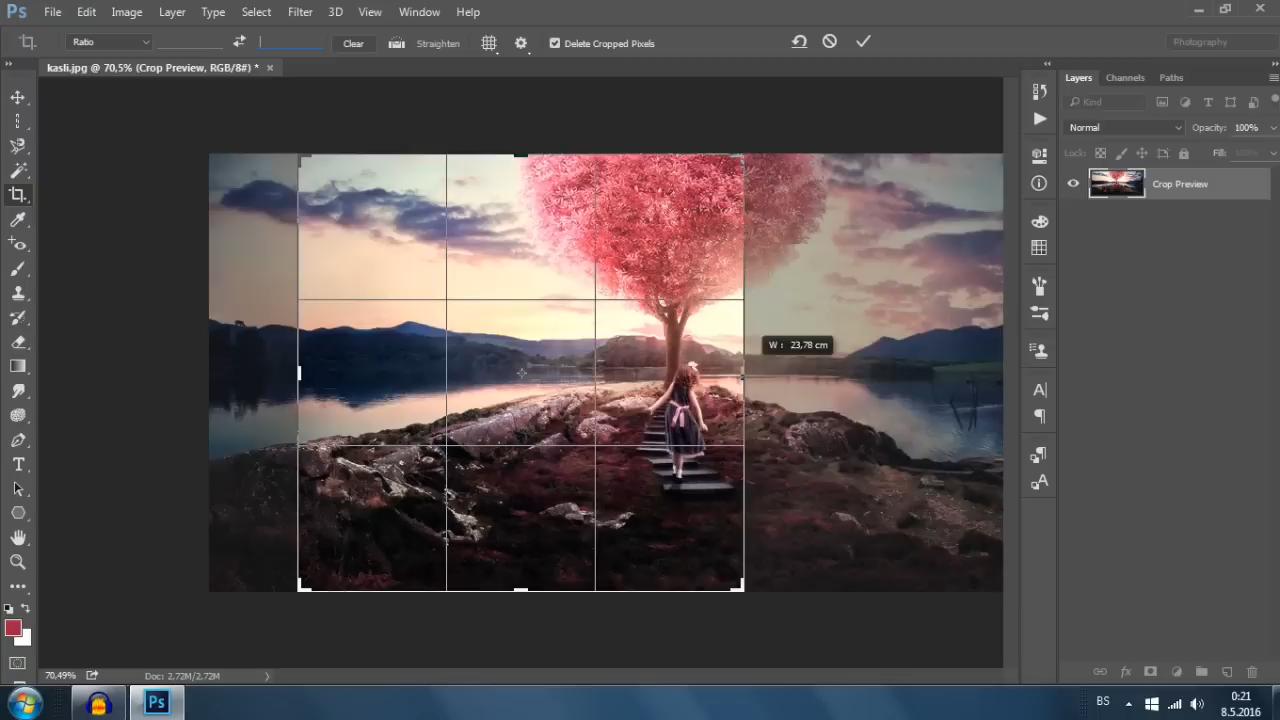 Ps File Edit Image Layer Type Select Filter 3D View Window Help
Ratio Clear Straighten Delete Cropped Pixels Photography
kasli.jpg @ 70,5% (Crop Preview, RGB/8#) * ×
Layers Channels Paths
Kind
Normal Opacity: 100%
Lock: Fill: 100%
Crop Preview
W : 23,78 cm
70,49% Doc: 2,72M/2,72M
Ps BS 0:21
8.5.2016